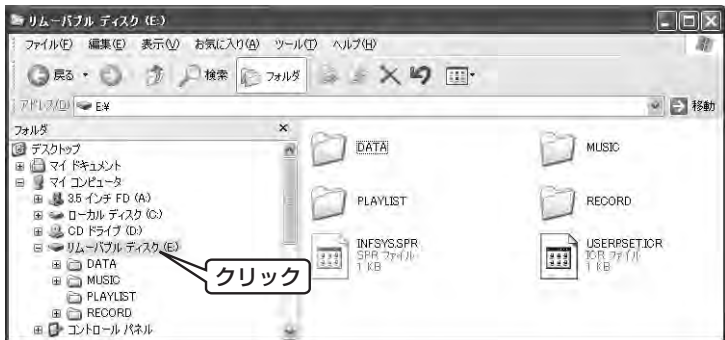 リムーバブル ディスク (E:)
ファイル(F) 編集(E) 表示(V) お気に入り(A) ツール(T) ヘルプ(H)
戻る 検索 フォルダ
アドレス(D) E:¥ 移動
フォルダ ×
デスクトップ
マイ ドキュメント
マイ コンピュータ
3.5 インチ FD (A:)
ローカル ディスク (C:)
CD ドライブ (D:)
リムーバブル ディスク (E:)
DATA
MUSIC
PLAYLIST
RECORD
コントロール パネル
クリック
DATA
MUSIC
PLAYLIST
RECORD
INFSYS.SPR
SPR ファイル
1 KB
USERPSET.ICR
ICR ファイル
1 KB